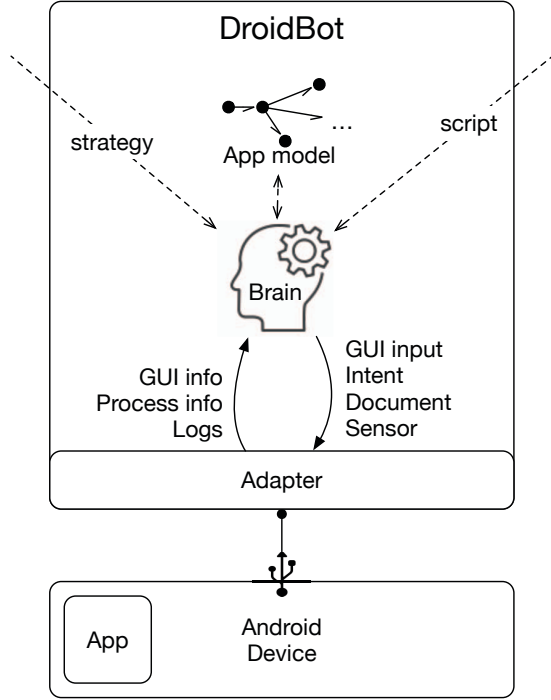 DroidBot
strategy
script
...
App model
Brain
GUI info
Process info
Logs
GUI input
Intent
Document
Sensor
Adapter
App
Android
Device